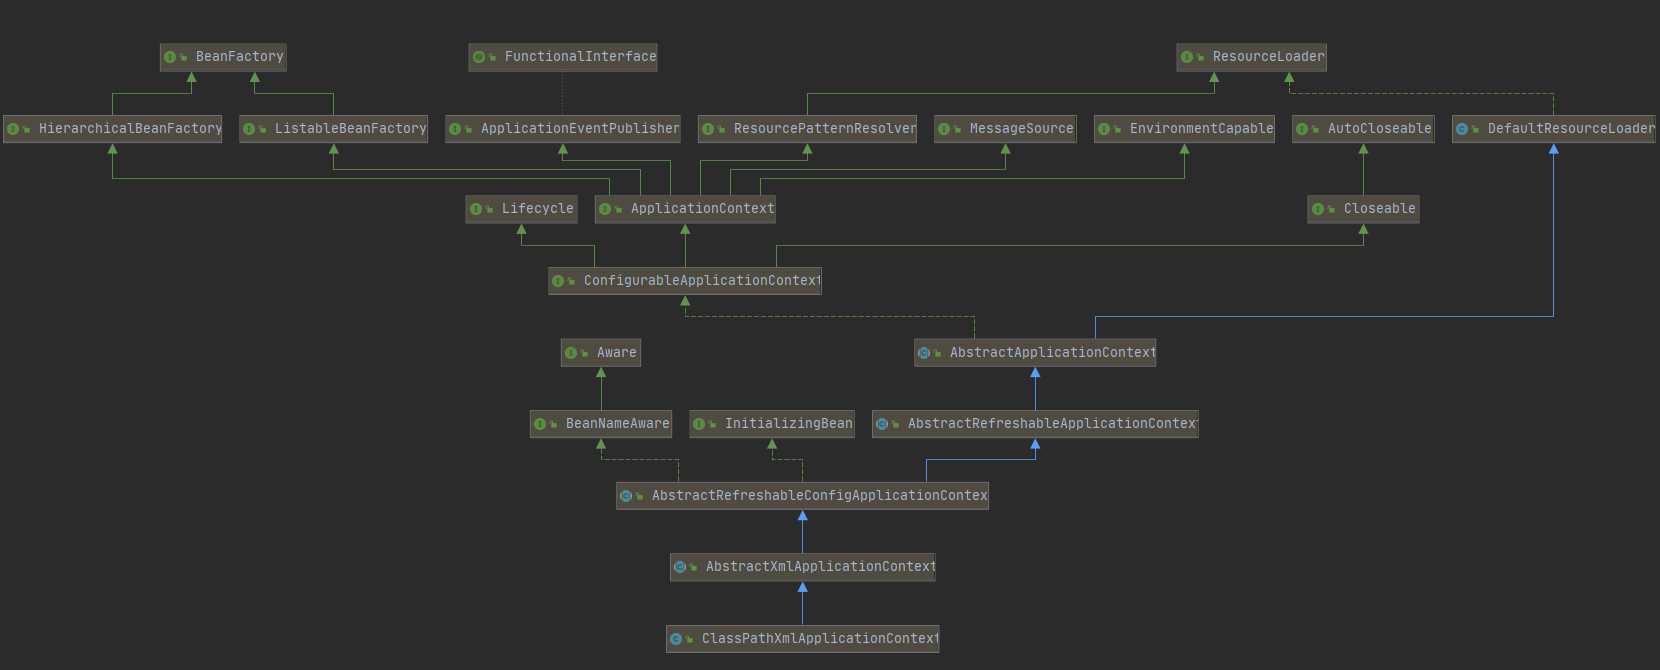 BeanFactory
FunctionalInterface
ResourceLoader
HierarchicalBeanFactory
ListableBeanFactory
ApplicationEventPublisher
ResourcePatternResolver
MessageSource
EnvironmentCapable
AutoCloseable
DefaultResourceLoader
Lifecycle
ApplicationContext
Closeable
ConfigurableApplicationContext
Aware
AbstractApplicationContext
BeanNameAware
InitializingBean
AbstractRefreshableApplicationContext
AbstractRefreshableConfigApplicationContex
AbstractXmlApplicationContext
ClassPathXmlApplicationContext